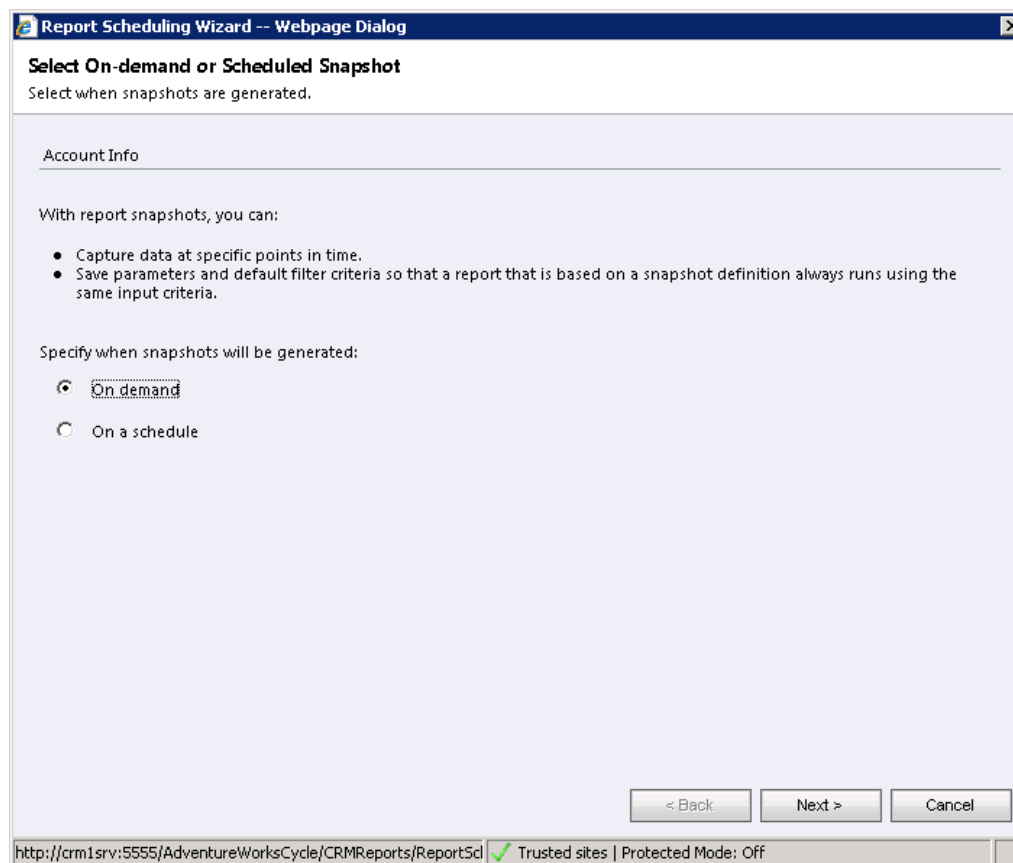 Report Scheduling Wizard -- Webpage Dialog
Select On-demand or Scheduled Snapshot
Select when snapshots are generated.
Account Info
With report snapshots, you can:
● Capture data at specific points in time.
● Save parameters and default filter criteria so that a report that is based on a snapshot definition always runs using the
same input criteria.
Specify when snapshots will be generated:
On demand
On a schedule
< Back
Next >
Cancel
http://crm1srv:5555/AdventureWorksCycle/CRMReports/ReportScl
Trusted sites | Protected Mode: Off